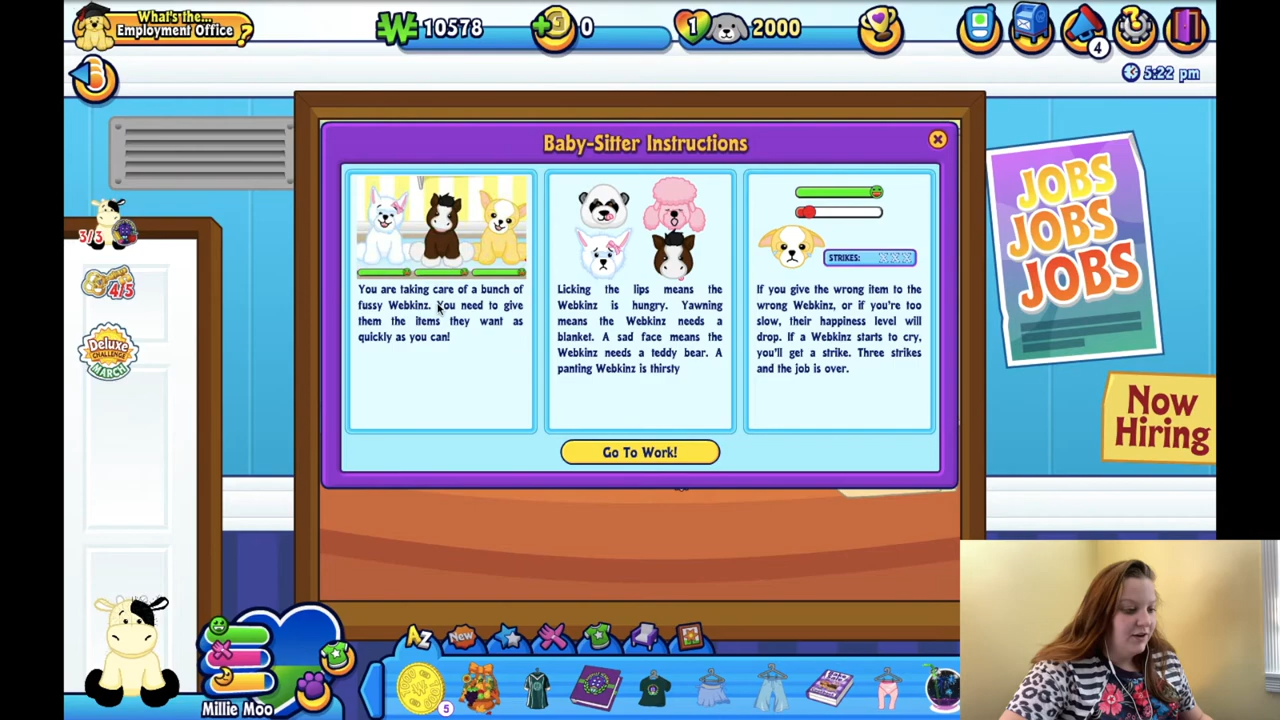 What's the...
Employment Office
?
10578
0
1
2000
4
5:22 pm
Baby-Sitter Instructions
JOBS
JOBS
JOBS
3/3
4/5
Deluxe
CHALLENGE
MARCH
You are taking care of a bunch of
fussy Webkinz. You need to give
them the items they want as
quickly as you can!
Licking the lips means the
Webkinz is hungry. Yawning
means the Webkinz needs a
blanket. A sad face means the
Webkinz needs a teddy bear. A
panting Webkinz is thirsty
STRIKES: X X X
If you give the wrong item to the
wrong Webkinz, or if you're too
slow, their happiness level will
drop. If a Webkinz starts to cry,
you'll get a strike. Three strikes
and the job is over.
Go To Work!
Now
Hiring
AZ
New
5
Millie Moo